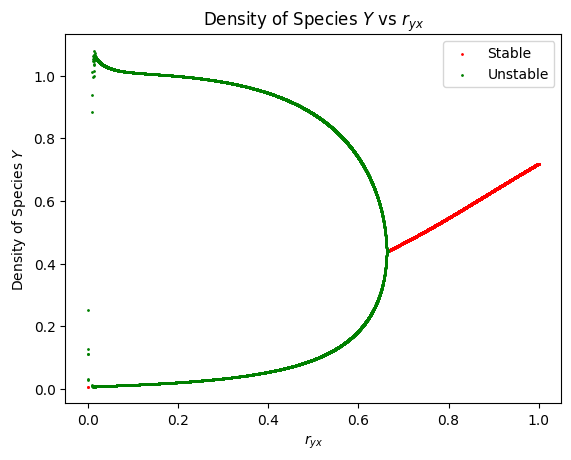 Density of Species Y vs r_yx
Stable
Unstable
Density of Species Y
1.0
0.8
0.6
0.4
0.2
0.0
0.0 0.2 0.4 0.6 0.8 1.0
r_yx